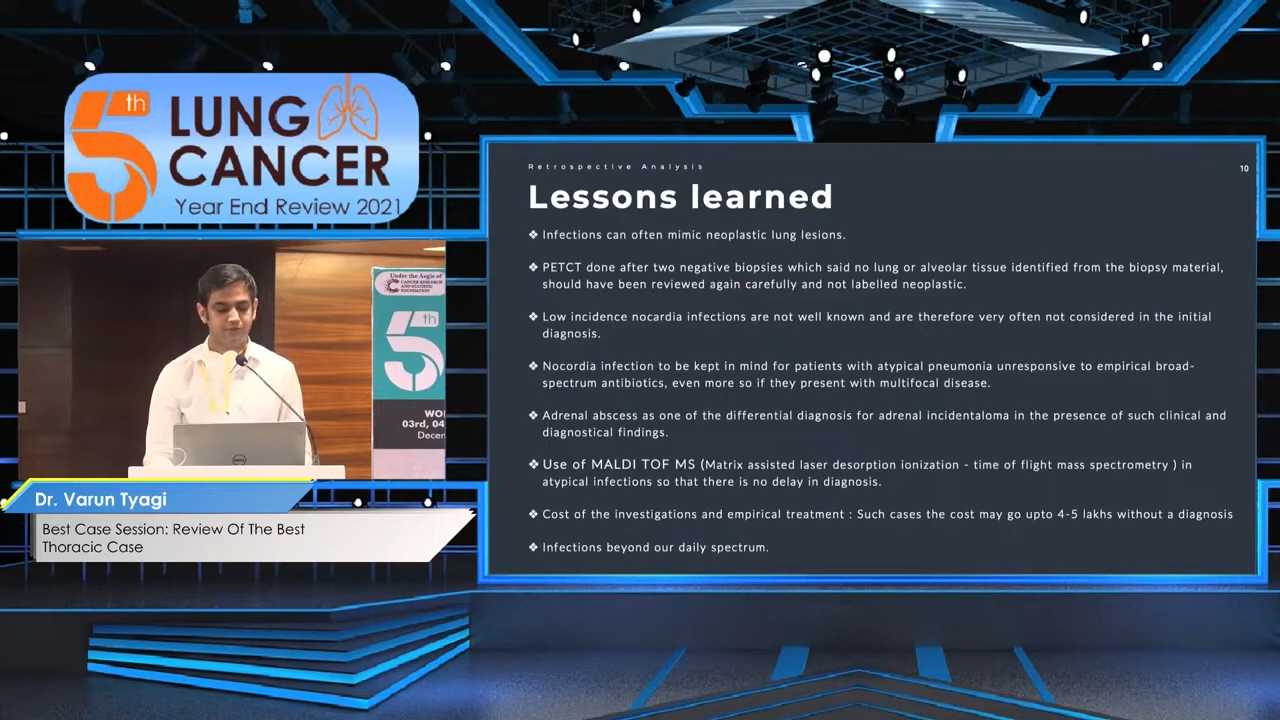 5th
LUNG
CANCER
Year End Review 2021
Under the Aegis of
CANCER RESEARCH
AND STATISTIC
FOUNDATION
5th
WO
03rd, 04
Decem
DELL
Dr. Varun Tyagi
Best Case Session: Review Of The Best
Thoracic Case
Retrospective Analysis
10
Lessons learned
❖ Infections can often mimic neoplastic lung lesions.
❖ PETCT done after two negative biopsies which said no lung or alveolar tissue identified from the biopsy material,
should have been reviewed again carefully and not labelled neoplastic.
❖ Low incidence nocardia infections are not well known and are therefore very often not considered in the initial
diagnosis.
❖ Nocordia infection to be kept in mind for patients with atypical pneumonia unresponsive to empirical broad-
spectrum antibiotics, even more so if they present with multifocal disease.
❖ Adrenal abscess as one of the differential diagnosis for adrenal incidentaloma in the presence of such clinical and
diagnostical findings.
❖ Use of MALDI TOF MS (Matrix assisted laser desorption ionization - time of flight mass spectrometry ) in
atypical infections so that there is no delay in diagnosis.
❖ Cost of the investigations and empirical treatment : Such cases the cost may go upto 4-5 lakhs without a diagnosis
❖ Infections beyond our daily spectrum.